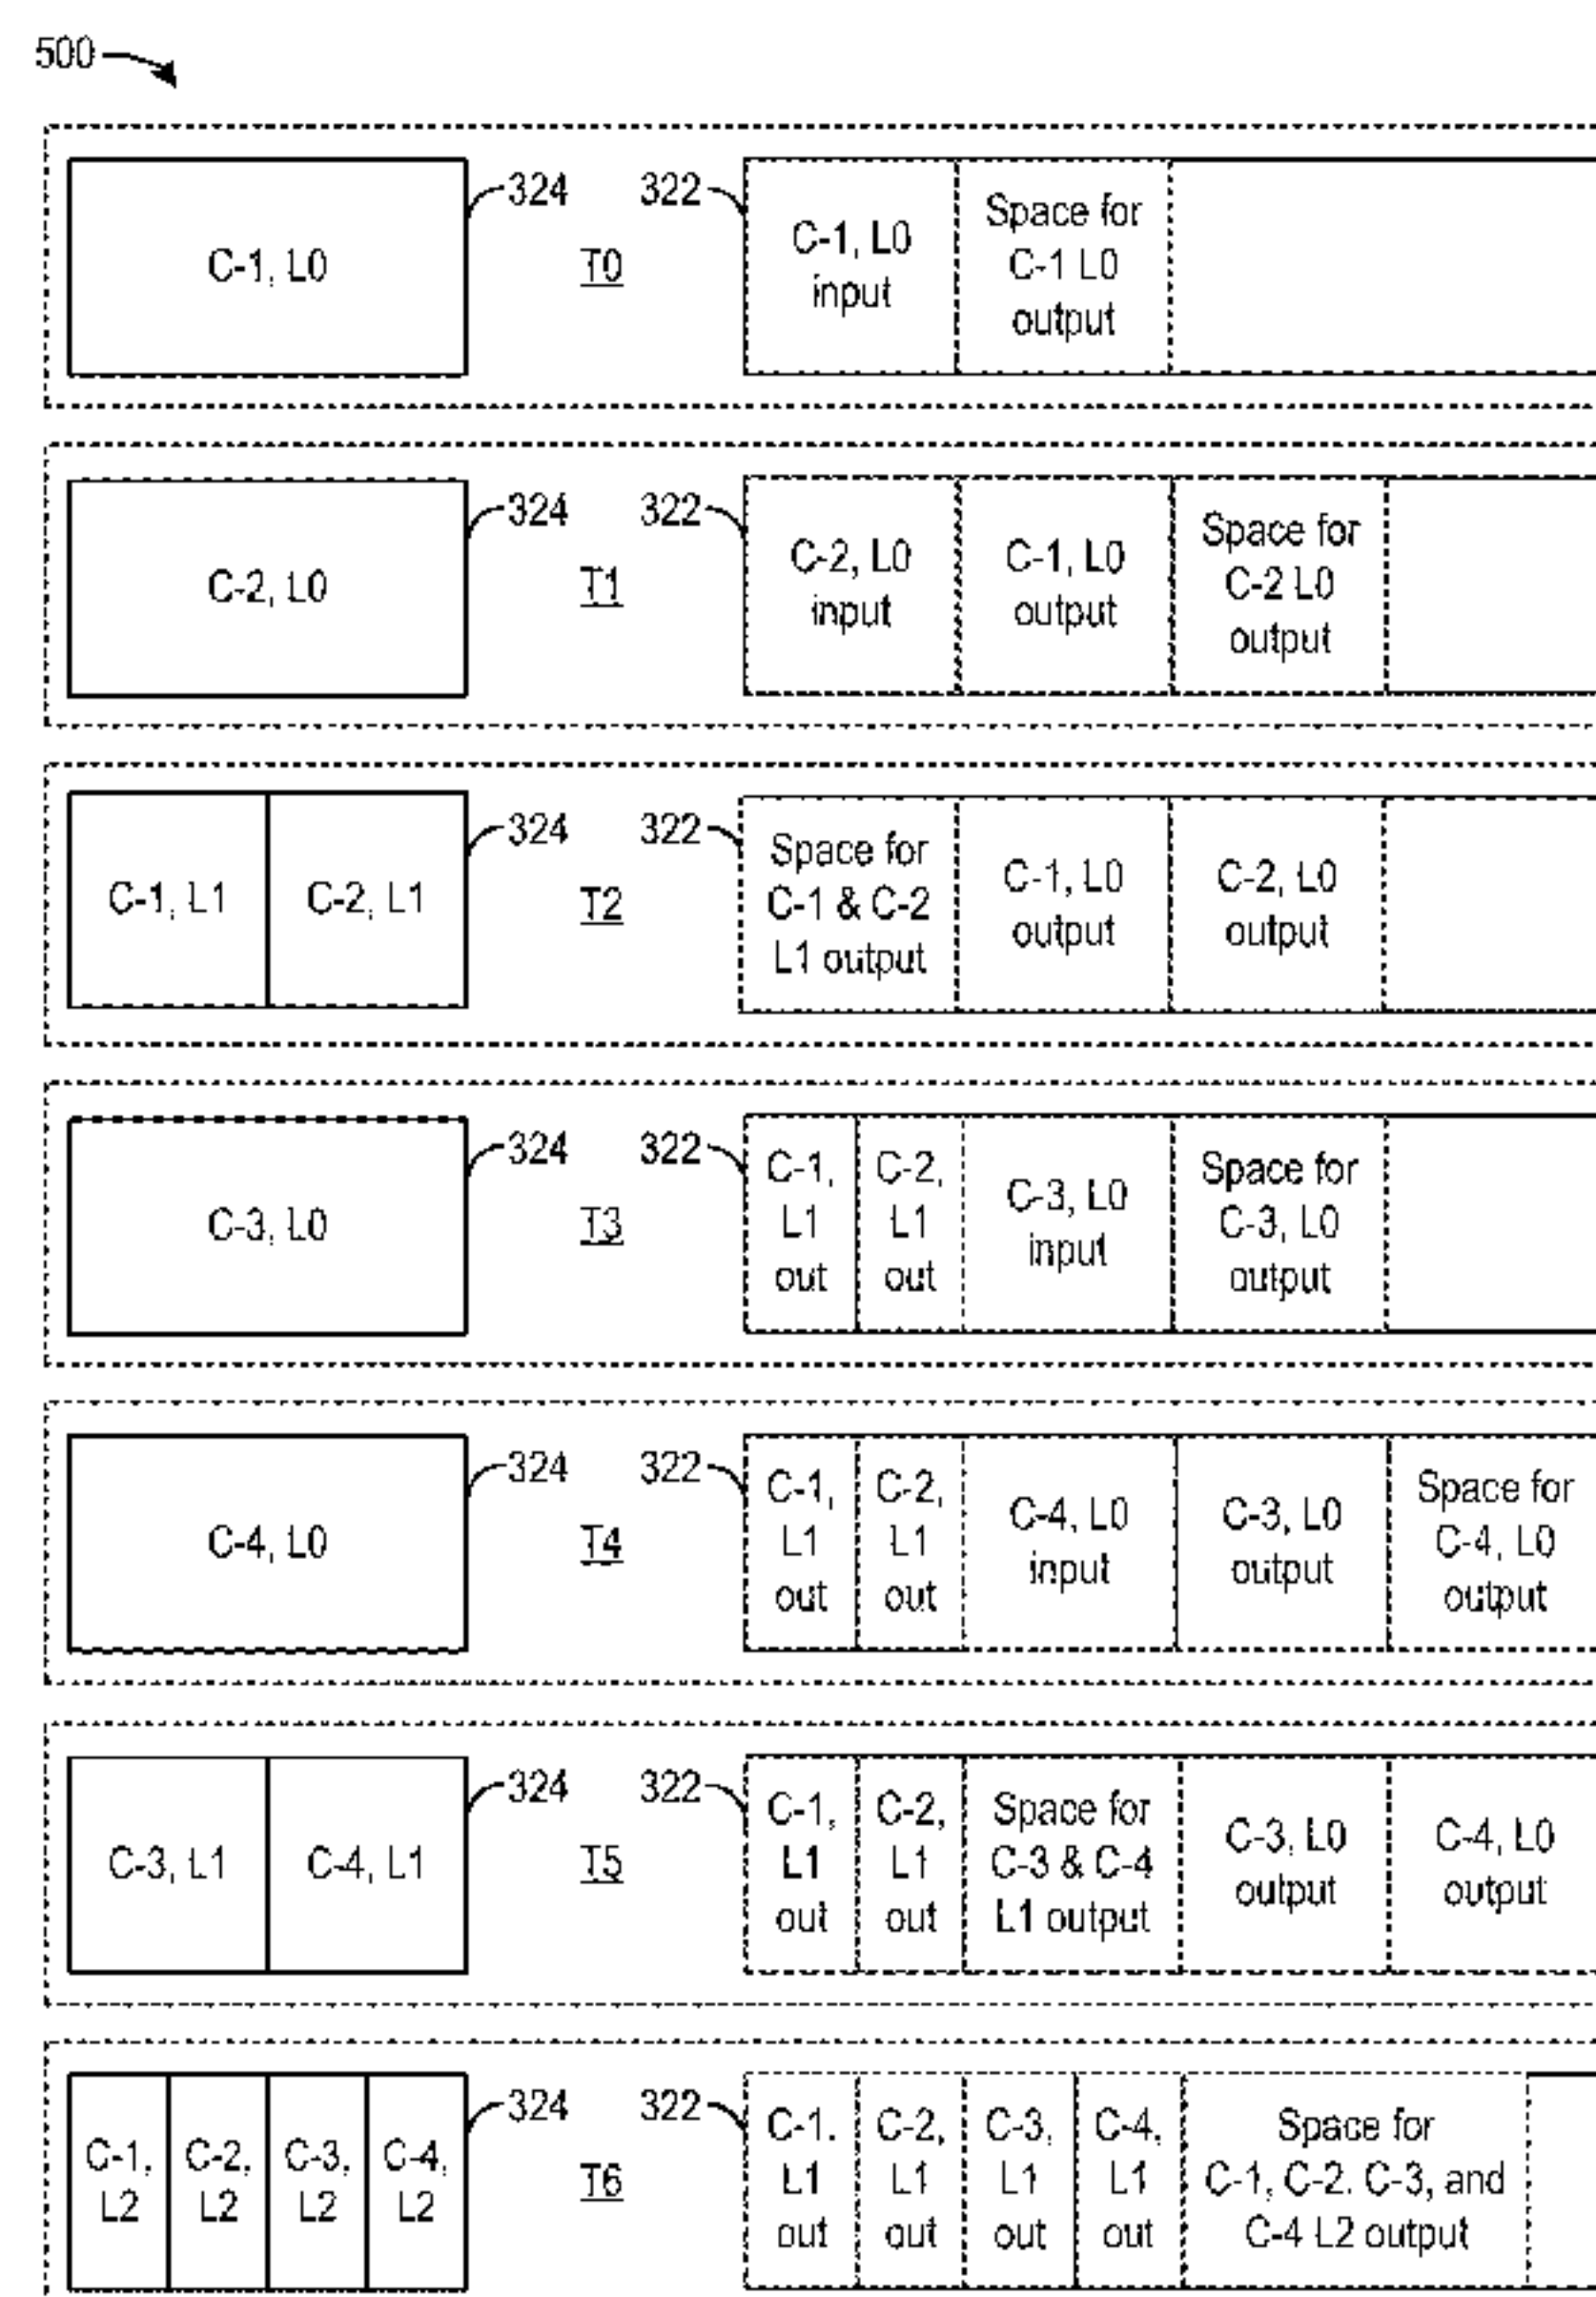 500
C-1, L0
324
T0
322
C-1, L0
input
Space for
C-1 L0
output
C-2, L0
324
T1
322
C-2, L0
input
C-1, L0
output
Space for
C-2 L0
output
C-1, L1
C-2, L1
324
T2
322
Space for
C-1 & C-2
L1 output
C-1, L0
output
C-2, L0
output
C-3, L0
324
T3
322
C-1,
L1
out
C-2,
L1
out
C-3, L0
input
Space for
C-3, L0
output
C-4, L0
324
T4
322
C-1,
L1
out
C-2,
L1
out
C-4, L0
input
C-3, L0
output
Space for
C-4, L0
output
C-3, L1
C-4, L1
324
T5
322
C-1,
L1
out
C-2,
L1
out
Space for
C-3 & C-4
L1 output
C-3, L0
output
C-4, L0
output
C-1,
L2
C-2,
L2
C-3,
L2
C-4,
L2
324
T6
322
C-1,
L1
out
C-2,
L1
out
C-3,
L1
out
C-4,
L1
out
Space for
C-1, C-2, C-3, and
C-4 L2 output